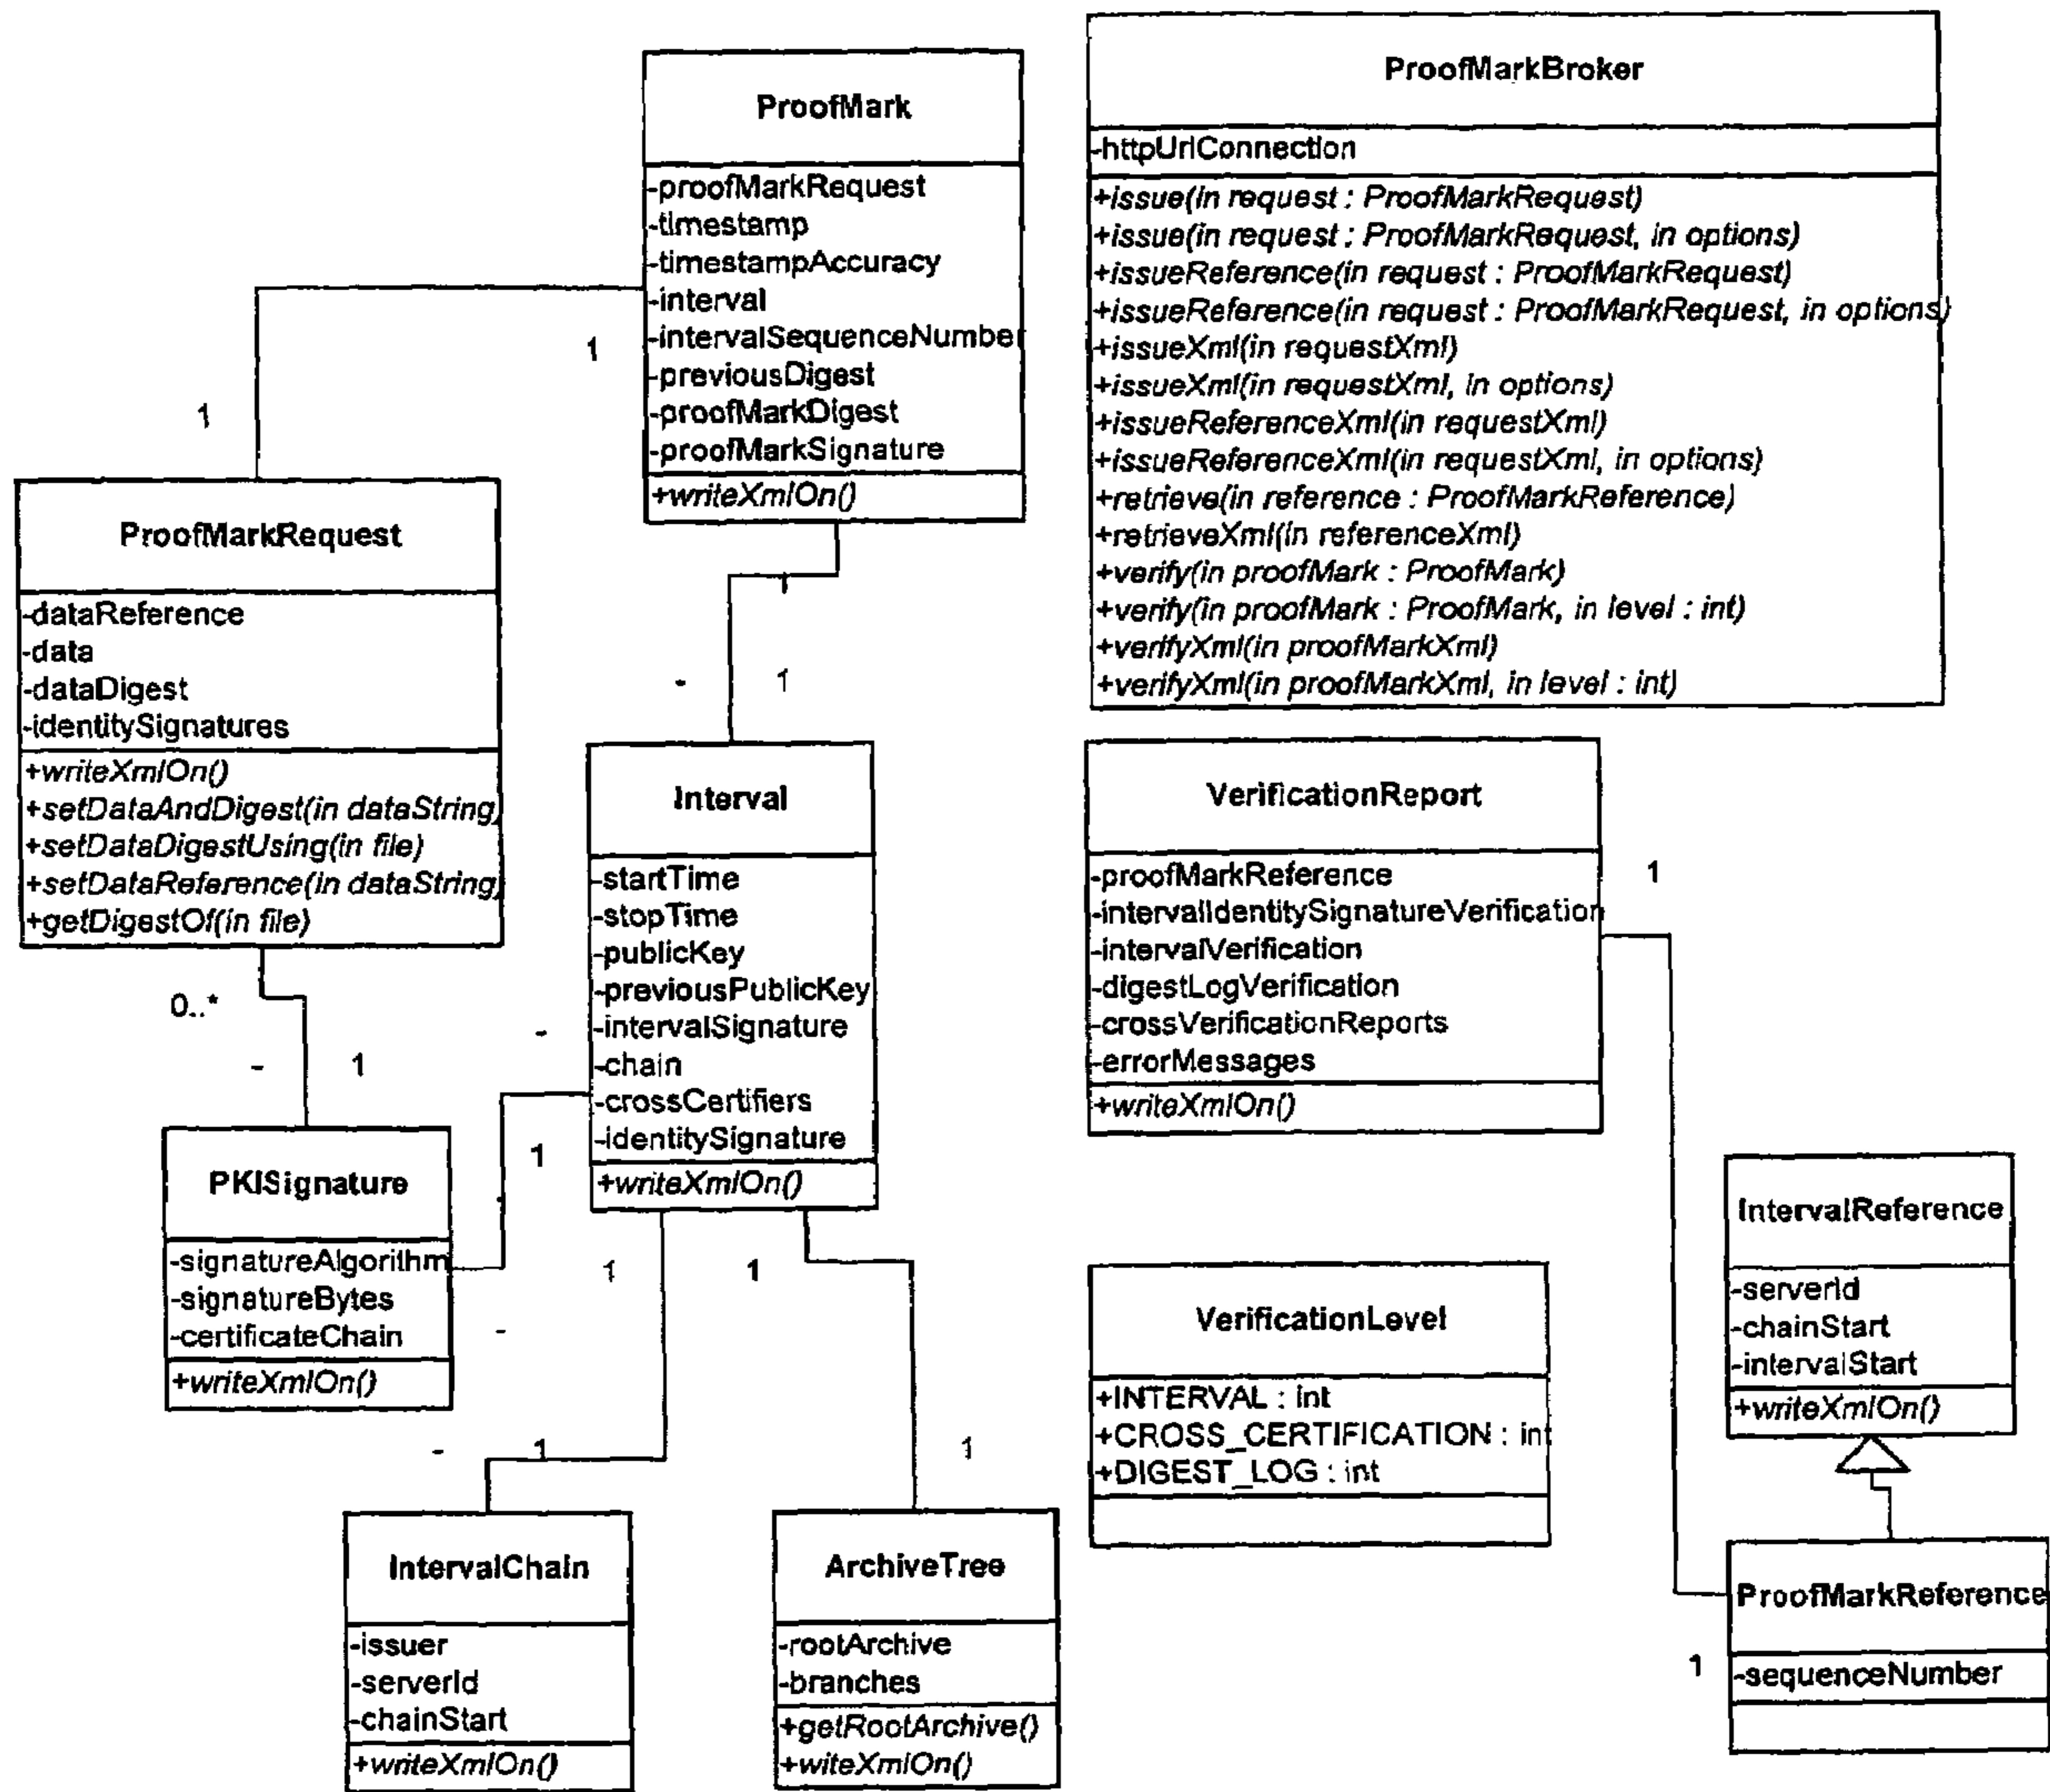 ProofMark
-proofMarkRequest
-timestamp
-timestampAccuracy
-interval
-intervalSequenceNumber
-previousDigest
-proofMarkDigest
-proofMarkSignature
+writeXmlOn()
ProofMarkBroker
-httpUrlConnection
+issue(in request : ProofMarkRequest)
+issue(in request : ProofMarkRequest, in options)
+issueReference(in request : ProofMarkRequest)
+issueReference(in request : ProofMarkRequest, in options)
+issueXml(in requestXml)
+issueXml(in requestXml, in options)
+issueReferenceXml(in requestXml)
+issueReferenceXml(in requestXml, in options)
+retrieve(in reference : ProofMarkReference)
+retrieveXml(in referenceXml)
+verify(in proofMark : ProofMark)
+verify(in proofMark : ProofMark, in level : int)
+verifyXml(in proofMarkXml)
+verifyXml(in proofMarkXml, in level : int)
1
1
ProofMarkRequest
-dataReference
-data
-dataDigest
-identitySignatures
+writeXmlOn()
+setDataAndDigest(in dataString)
+setDataDigestUsing(in file)
+setDataReference(in dataString)
+getDigestOf(in file)
1
-
1
Interval
-startTime
-stopTime
-publicKey
-previousPublicKey
-intervalSignature
-chain
-crossCertifiers
-identitySignature
+writeXmlOn()
VerificationReport
-proofMarkReference
-intervalIdentitySignatureVerification
-intervalVerification
-digestLogVerification
-crossVerificationReports
-errorMessages
+writeXmlOn()
1
0..*
-
1
-
1
PKISignature
-signatureAlgorithm
-signatureBytes
-certificateChain
+writeXmlOn()
-
-
1
1
IntervalReference
-serverId
-chainStart
-intervalStart
+writeXmlOn()
VerificationLevel
+INTERVAL : int
+CROSS_CERTIFICATION : int
+DIGEST_LOG : int
-
1
1
IntervalChain
-issuer
-serverId
-chainStart
+writeXmlOn()
ArchiveTree
-rootArchive
-branches
+getRootArchive()
+witeXmlOn()
ProofMarkReference
-sequenceNumber
1